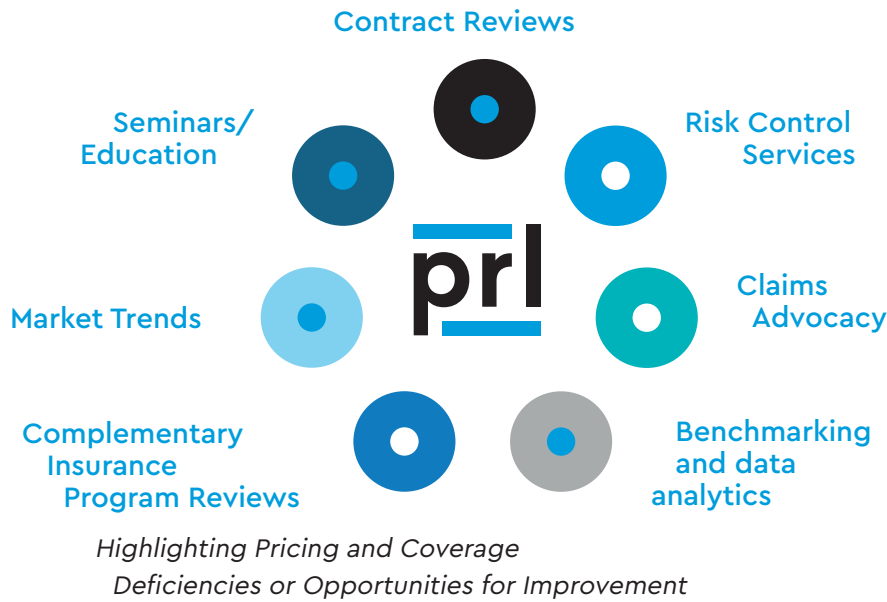 Contract Reviews
Seminars/
Education
Risk Control
Services
prl
Market Trends
Claims
Advocacy
Complementary
Insurance
Program Reviews
Benchmarking
and data
analytics
Highlighting Pricing and Coverage
Deficiencies or Opportunities for Improvement